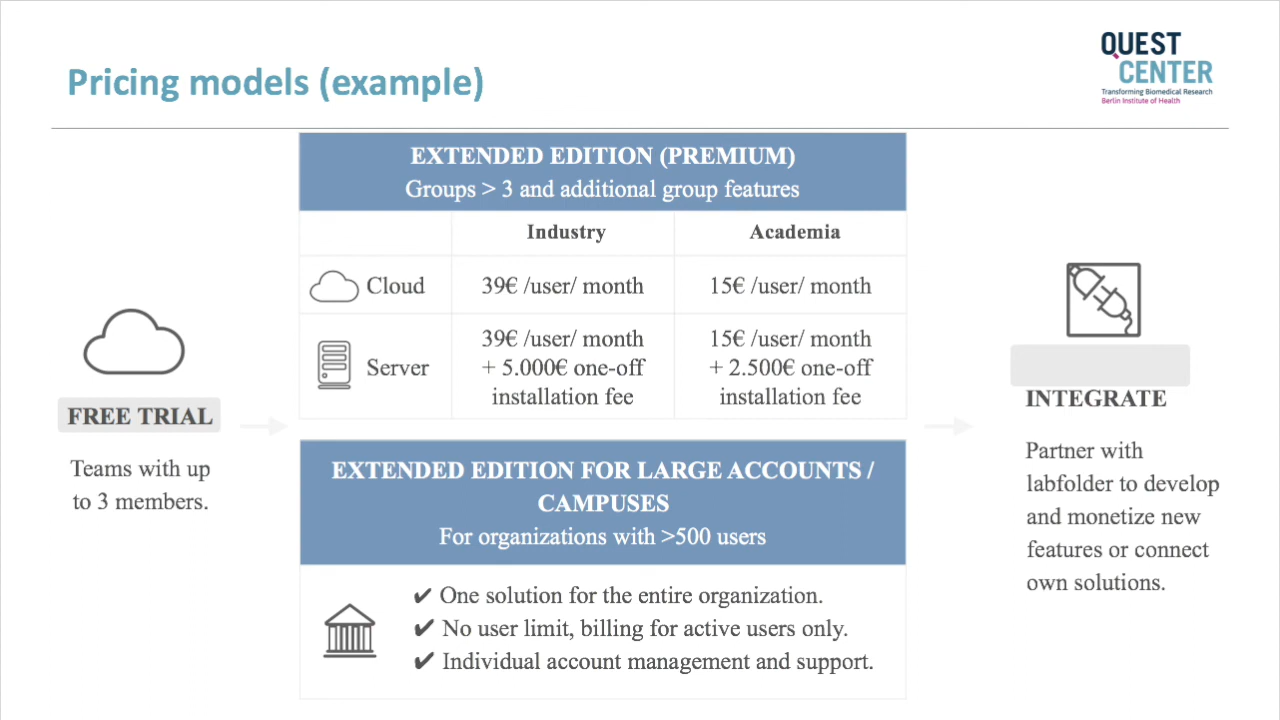 Pricing models (example)
QUEST
CENTER
Transforming Biomedical Research
Berlin Institute of Health
EXTENDED EDITION (PREMIUM)
Groups > 3 and additional group features
Industry
Academia
Cloud
39€ /user/ month
15€ /user/ month
Server
39€ /user/ month
+ 5.000€ one-off
installation fee
15€ /user/ month
+ 2.500€ one-off
installation fee
FREE TRIAL
Teams with up
to 3 members.
EXTENDED EDITION FOR LARGE ACCOUNTS /
CAMPUSES
For organizations with >500 users
✔ One solution for the entire organization.
✔ No user limit, billing for active users only.
✔ Individual account management and support.
INTEGRATE
Partner with
labfolder to develop
and monetize new
features or connect
own solutions.